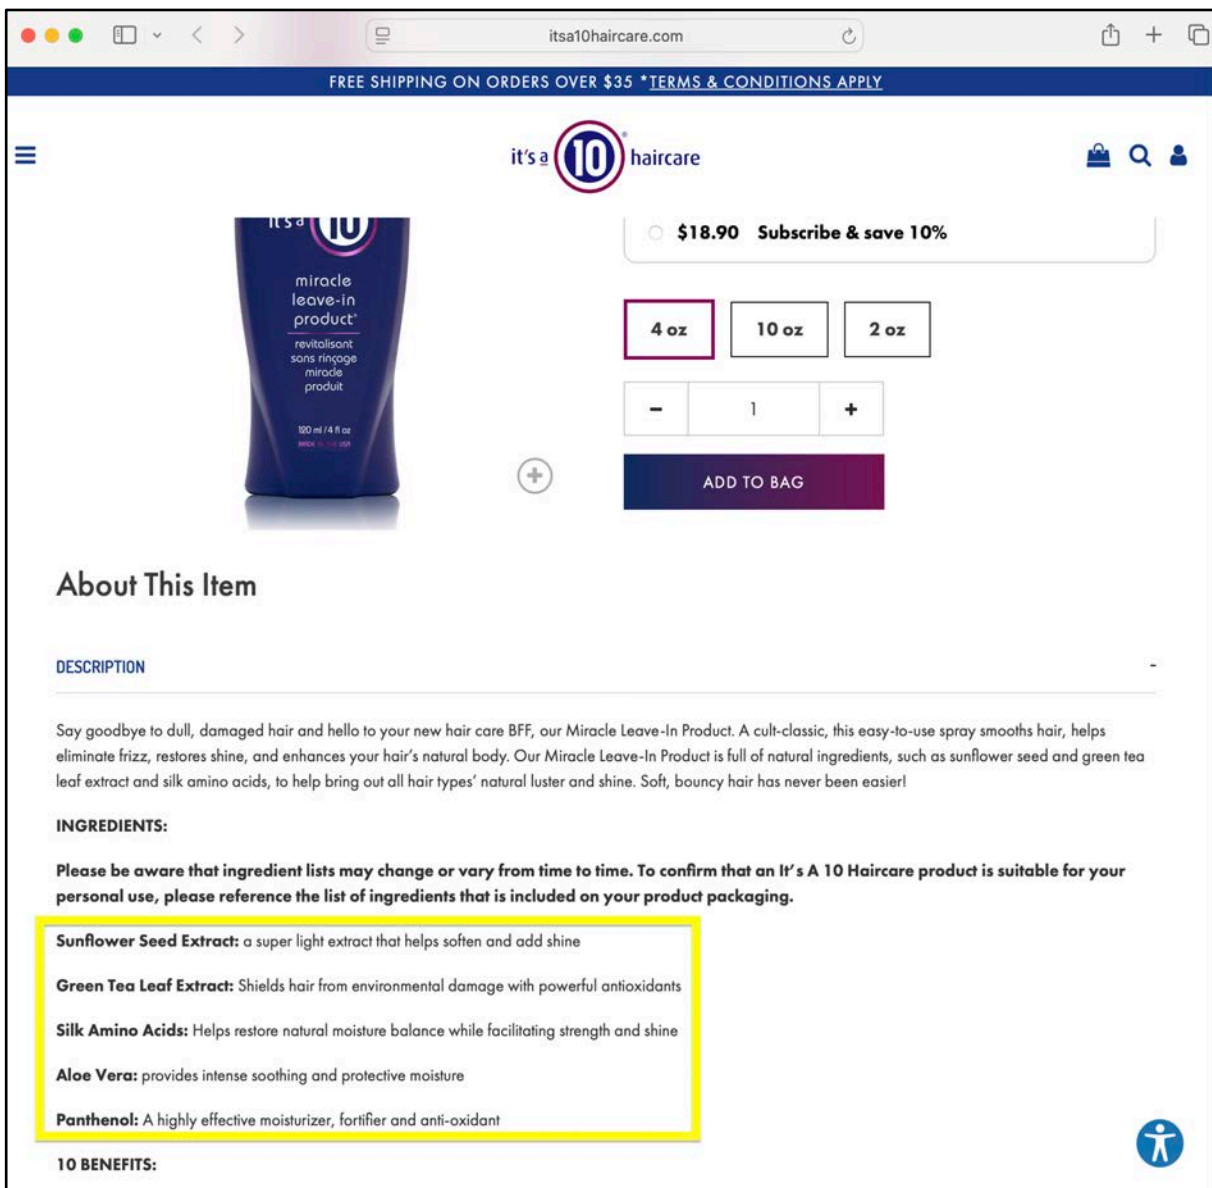 itsa10haircare.com
FREE SHIPPING ON ORDERS OVER $35 *TERMS & CONDITIONS APPLY
it's a 10 haircare
it's a 10
miracle
leave-in
product
revitalisant
sans rinçage
miracle
produit
120 ml / 4 fl oz
MADE IN THE USA
$18.90 Subscribe & save 10%
4 oz 10 oz 2 oz
- 1 +
ADD TO BAG
About This Item
DESCRIPTION -
Say goodbye to dull, damaged hair and hello to your new hair care BFF, our Miracle Leave-In Product. A cult-classic, this easy-to-use spray smooths hair, helps
eliminate frizz, restores shine, and enhances your hair's natural body. Our Miracle Leave-In Product is full of natural ingredients, such as sunflower seed and green tea
leaf extract and silk amino acids, to help bring out all hair types' natural luster and shine. Soft, bouncy hair has never been easier!
INGREDIENTS:
Please be aware that ingredient lists may change or vary from time to time. To confirm that an It's A 10 Haircare product is suitable for your
personal use, please reference the list of ingredients that is included on your product packaging.
Sunflower Seed Extract: a super light extract that helps soften and add shine
Green Tea Leaf Extract: Shields hair from environmental damage with powerful antioxidants
Silk Amino Acids: Helps restore natural moisture balance while facilitating strength and shine
Aloe Vera: provides intense soothing and protective moisture
Panthenol: A highly effective moisturizer, fortifier and anti-oxidant
10 BENEFITS: